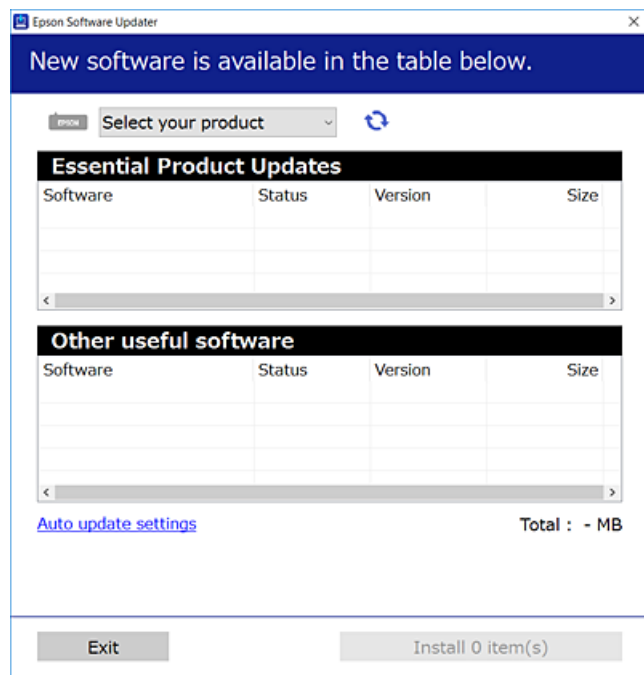 Epson Software Updater
New software is available in the table below.
EPSON Select your product
Essential Product Updates
Software Status Version Size
Other useful software
Software Status Version Size
Auto update settings Total : - MB
Exit Install 0 item(s)